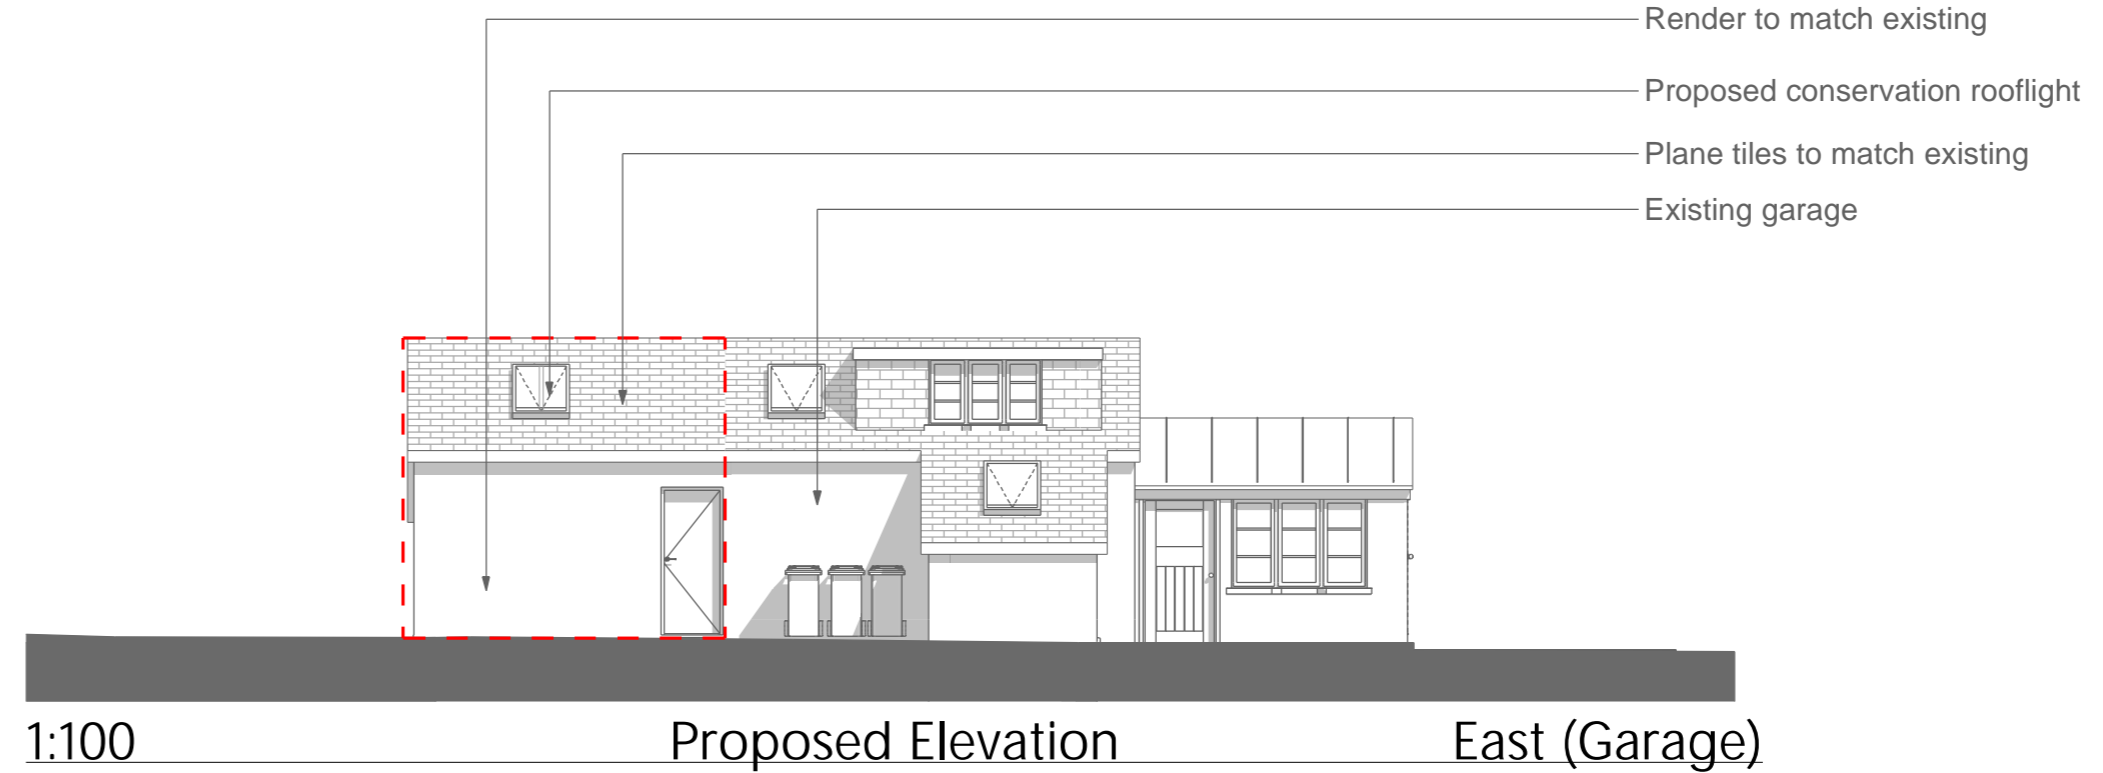 Render to match existing
Proposed conservation rooflight
Plane tiles to match existing
Existing garage
1:100 Proposed Elevation East (Garage)